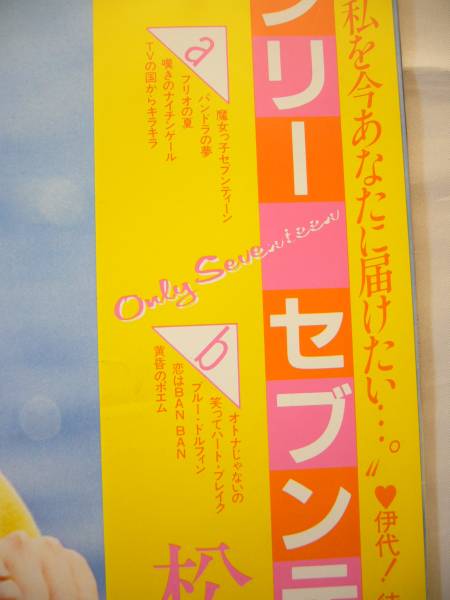 私を今あなたに届けたい…。〟
♥伊代!
ンリー セブンテ
a
魔女っ子セブンティーン
パンドラの夢
フリオの夏
嘆きのナイチンゲール
TVの国からキラキラ
Only Seventeen
b
オトナじゃないの
笑ってハート・ブレイク
ブルー・ドルフィン
恋はBAN BAN
黄昏のポエム
松